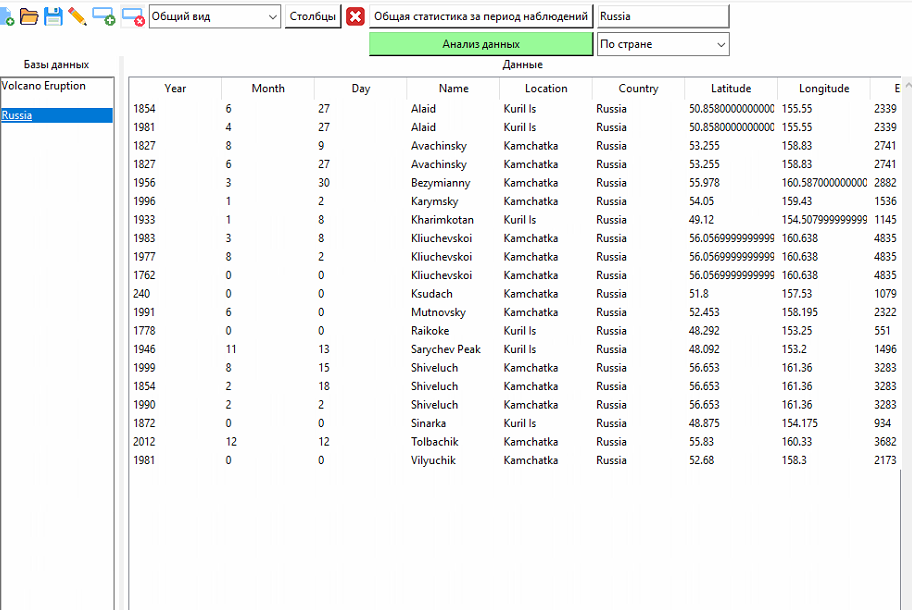 Общий вид Столбцы Общая статистика за период наблюдений Russia
Анализ данных По стране
Базы данных Данные
Volcano Eruption
Russia
Year Month Day Name Location Country Latitude Longitude E
1854 6 27 Alaid Kuril Is Russia 50.8580000000000 155.55 2339
1981 4 27 Alaid Kuril Is Russia 50.8580000000000 155.55 2339
1827 8 9 Avachinsky Kamchatka Russia 53.255 158.83 2741
1827 6 27 Avachinsky Kamchatka Russia 53.255 158.83 2741
1956 3 30 Bezymianny Kamchatka Russia 55.978 160.587000000000 2882
1996 1 2 Karymsky Kamchatka Russia 54.05 159.43 1536
1933 1 8 Kharimkotan Kuril Is Russia 49.12 154.507999999999 1145
1983 3 8 Kliuchevskoi Kamchatka Russia 56.0569999999999 160.638 4835
1977 8 2 Kliuchevskoi Kamchatka Russia 56.0569999999999 160.638 4835
1762 0 0 Kliuchevskoi Kamchatka Russia 56.0569999999999 160.638 4835
240 0 0 Ksudach Kamchatka Russia 51.8 157.53 1079
1991 6 0 Mutnovsky Kamchatka Russia 52.453 158.195 2322
1778 0 0 Raikoke Kuril Is Russia 48.292 153.25 551
1946 11 13 Sarychev Peak Kuril Is Russia 48.092 153.2 1496
1999 8 15 Shiveluch Kamchatka Russia 56.653 161.36 3283
1854 2 18 Shiveluch Kamchatka Russia 56.653 161.36 3283
1990 2 2 Shiveluch Kamchatka Russia 56.653 161.36 3283
1872 0 0 Sinarka Kuril Is Russia 48.875 154.175 934
2012 12 12 Tolbachik Kamchatka Russia 55.83 160.33 3682
1981 0 0 Vilyuchik Kamchatka Russia 52.68 158.3 2173